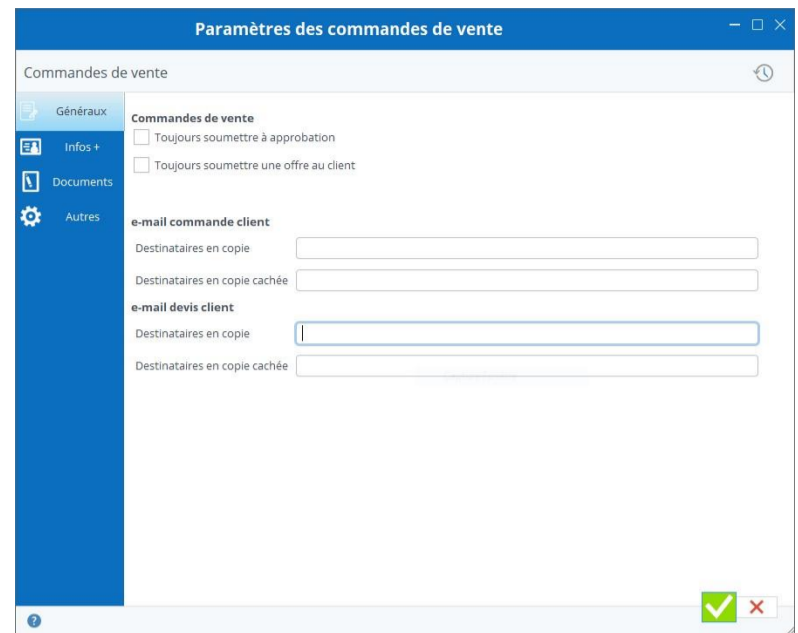 Paramètres des commandes de vente
Commandes de vente
Généraux
Infos +
Documents
Autres
Commandes de vente
Toujours soumettre à approbation
Toujours soumettre une offre au client
e-mail commande client
Destinataires en copie
Destinataires en copie cachée
e-mail devis client
Destinataires en copie
Destinataires en copie cachée
?